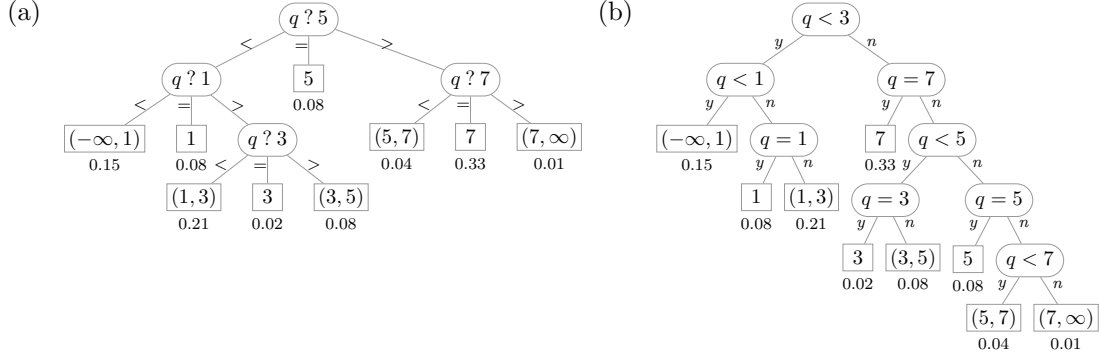 (a) q ? 5 (b) q < 3
< = > y n
q ? 1 5 q ? 7 q < 1 q = 7
0.08
< = > < = > y n y n
(−∞, 1) 1 q ? 3 (5, 7) 7 (7, ∞) (−∞, 1) q = 1 7 q < 5
0.15 0.08 0.04 0.33 0.01 0.15 0.33
< = > y n y n
(1, 3) 3 (3, 5) 1 (1, 3) q = 3 q = 5
0.21 0.02 0.08 0.08 0.21
y n y n
3 (3, 5) 5 q < 7
0.02 0.08 0.08
y n
(5, 7) (7, ∞)
0.04 0.01